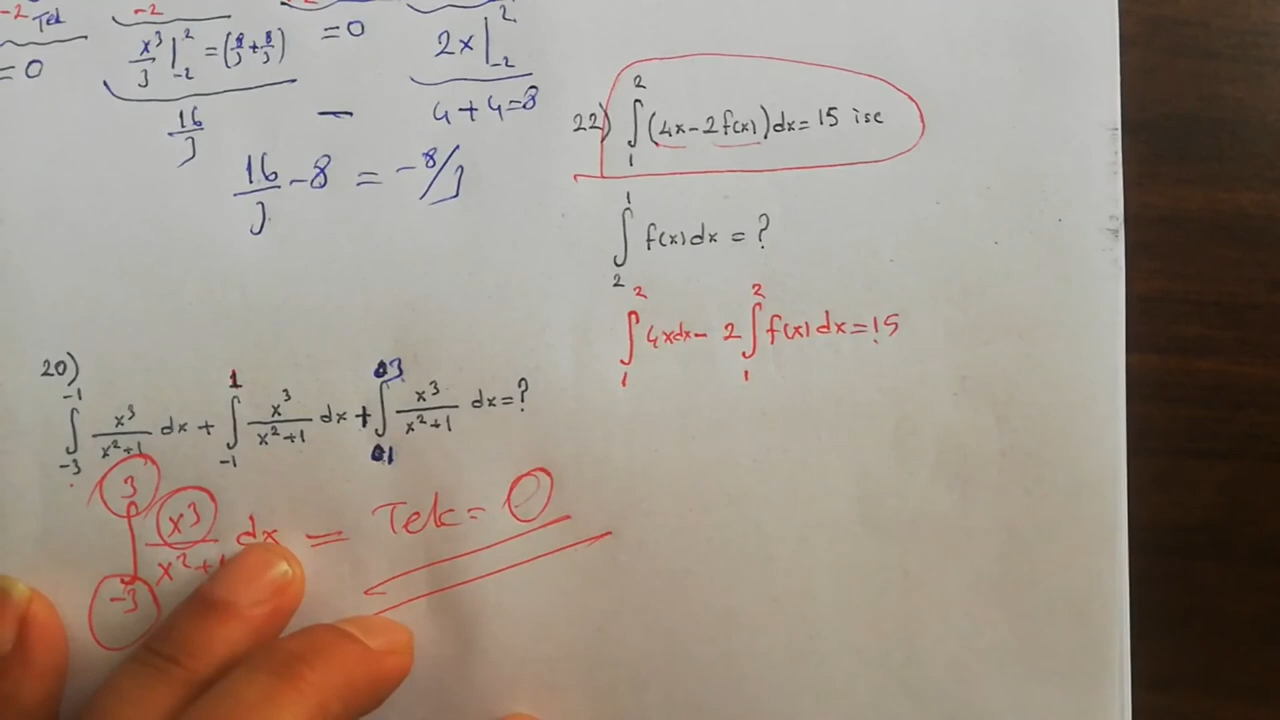 -2 Tek
-2
= 0
x³/3 |₋₂² = (8/3 + 8/3)
= 0
2x |₋₂²
16/3 - 4+4=8
16/3 - 8 = -8/3
22) ∫₁² (4x - 2f(x)) dx = 15 ise
∫₂¹ f(x) dx = ?
∫₁² 4x dx - 2 ∫₁² f(x) dx = 15
20)
∫₋₃⁻¹ x³/x²+1 dx + ∫₋₁¹ x³/x²+1 dx + ∫₁³ x³/x²+1 dx = ?
∫₋₃³ x³/x²+ dx = Tek = 0